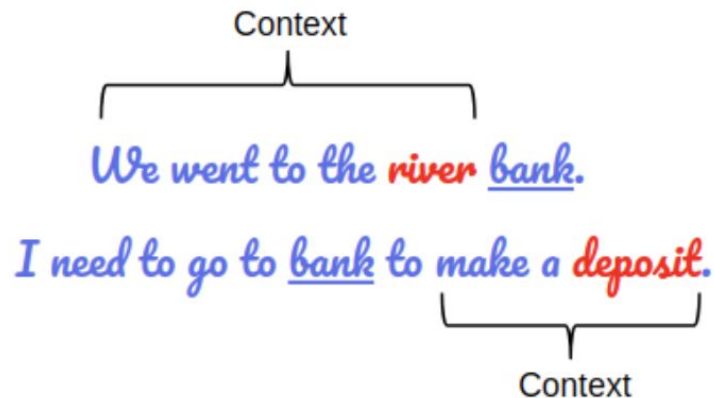 Context
We went to the river bank.
I need to go to bank to make a deposit.
Context